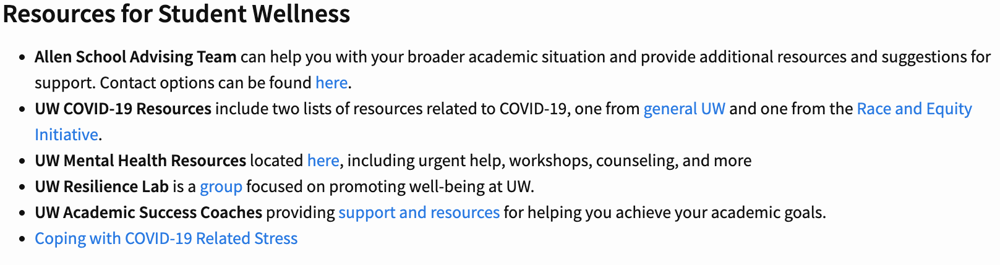 Resources for Student Wellness
• Allen School Advising Team can help you with your broader academic situation and provide additional resources and suggestions for
support. Contact options can be found here.
• UW COVID-19 Resources include two lists of resources related to COVID-19, one from general UW and one from the Race and Equity
Initiative.
• UW Mental Health Resources located here, including urgent help, workshops, counseling, and more
• UW Resilience Lab is a group focused on promoting well-being at UW.
• UW Academic Success Coaches providing support and resources for helping you achieve your academic goals.
• Coping with COVID-19 Related Stress